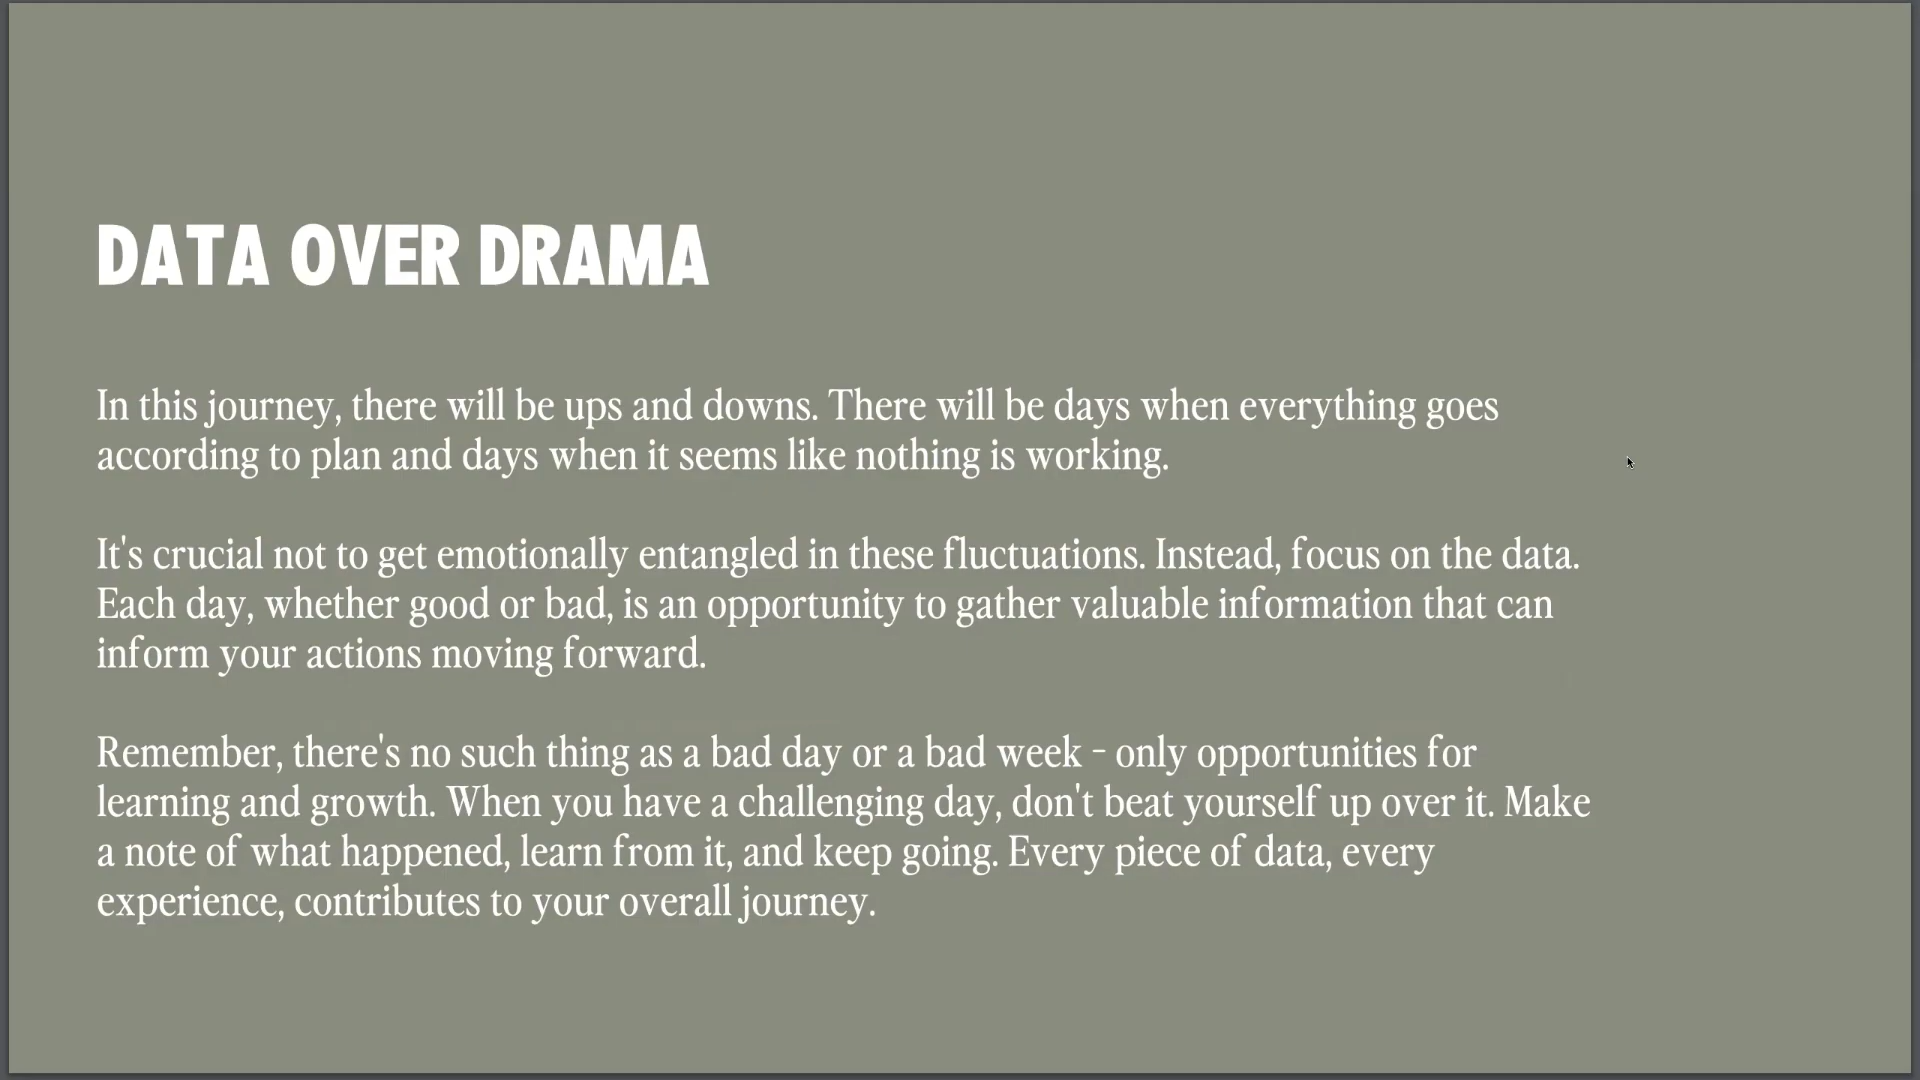 DATA OVER DRAMA
In this journey, there will be ups and downs. There will be days when everything goes
according to plan and days when it seems like nothing is working.
It's crucial not to get emotionally entangled in these fluctuations. Instead, focus on the data.
Each day, whether good or bad, is an opportunity to gather valuable information that can
inform your actions moving forward.
Remember, there's no such thing as a bad day or a bad week - only opportunities for
learning and growth. When you have a challenging day, don't beat yourself up over it. Make
a note of what happened, learn from it, and keep going. Every piece of data, every
experience, contributes to your overall journey.